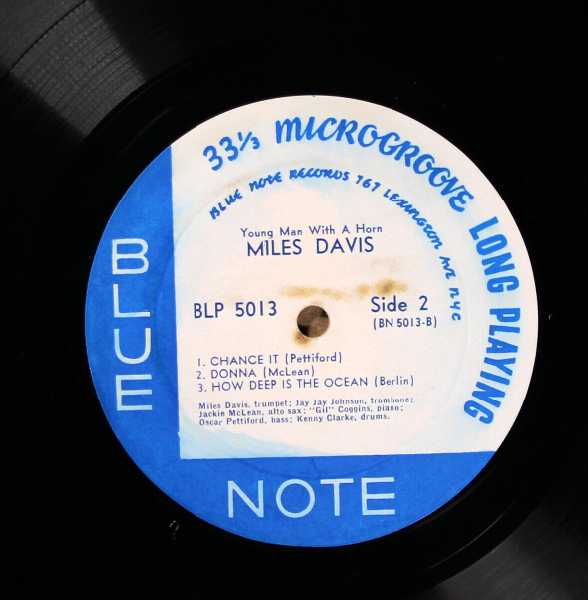 33⅓ MICROGROOVE LONG PLAYING
BLUE NOTE RECORDS 767 LEXINGTON AVE NYC
Young Man With A Horn
MILES DAVIS
BLP 5013
Side 2
(BN 5013-B)
1. CHANCE IT (Pettiford)
2. DONNA (McLean)
3. HOW DEEP IS THE OCEAN (Berlin)
Miles Davis, trumpet; Jay Jay Johnson, trombone;
Jackie McLean, alto sax; "Gil" Coggins, piano;
Oscar Pettiford, bass; Kenny Clarke, drums.
BLUE
NOTE